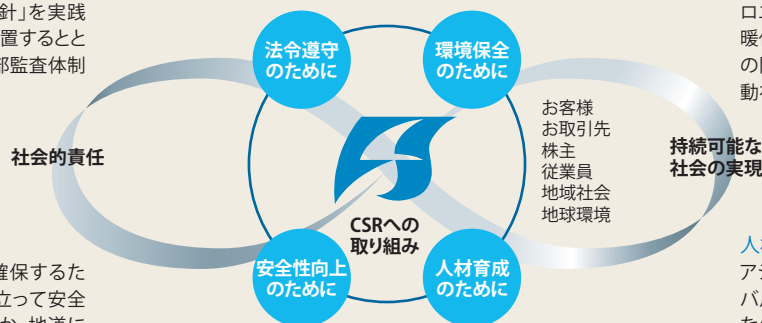 針」を実践
置するとと
部監査体制
法令遵守
のために
環境保全
のために
暖
の
動
社会的責任
お客様
お取引先
株主
従業員
地域社会
地球環境
持続可能な
社会の実現
CSRへの
取り組み
確保するた
立って安全
安全性向上
のために
人材育成
のために
人
ア
バ